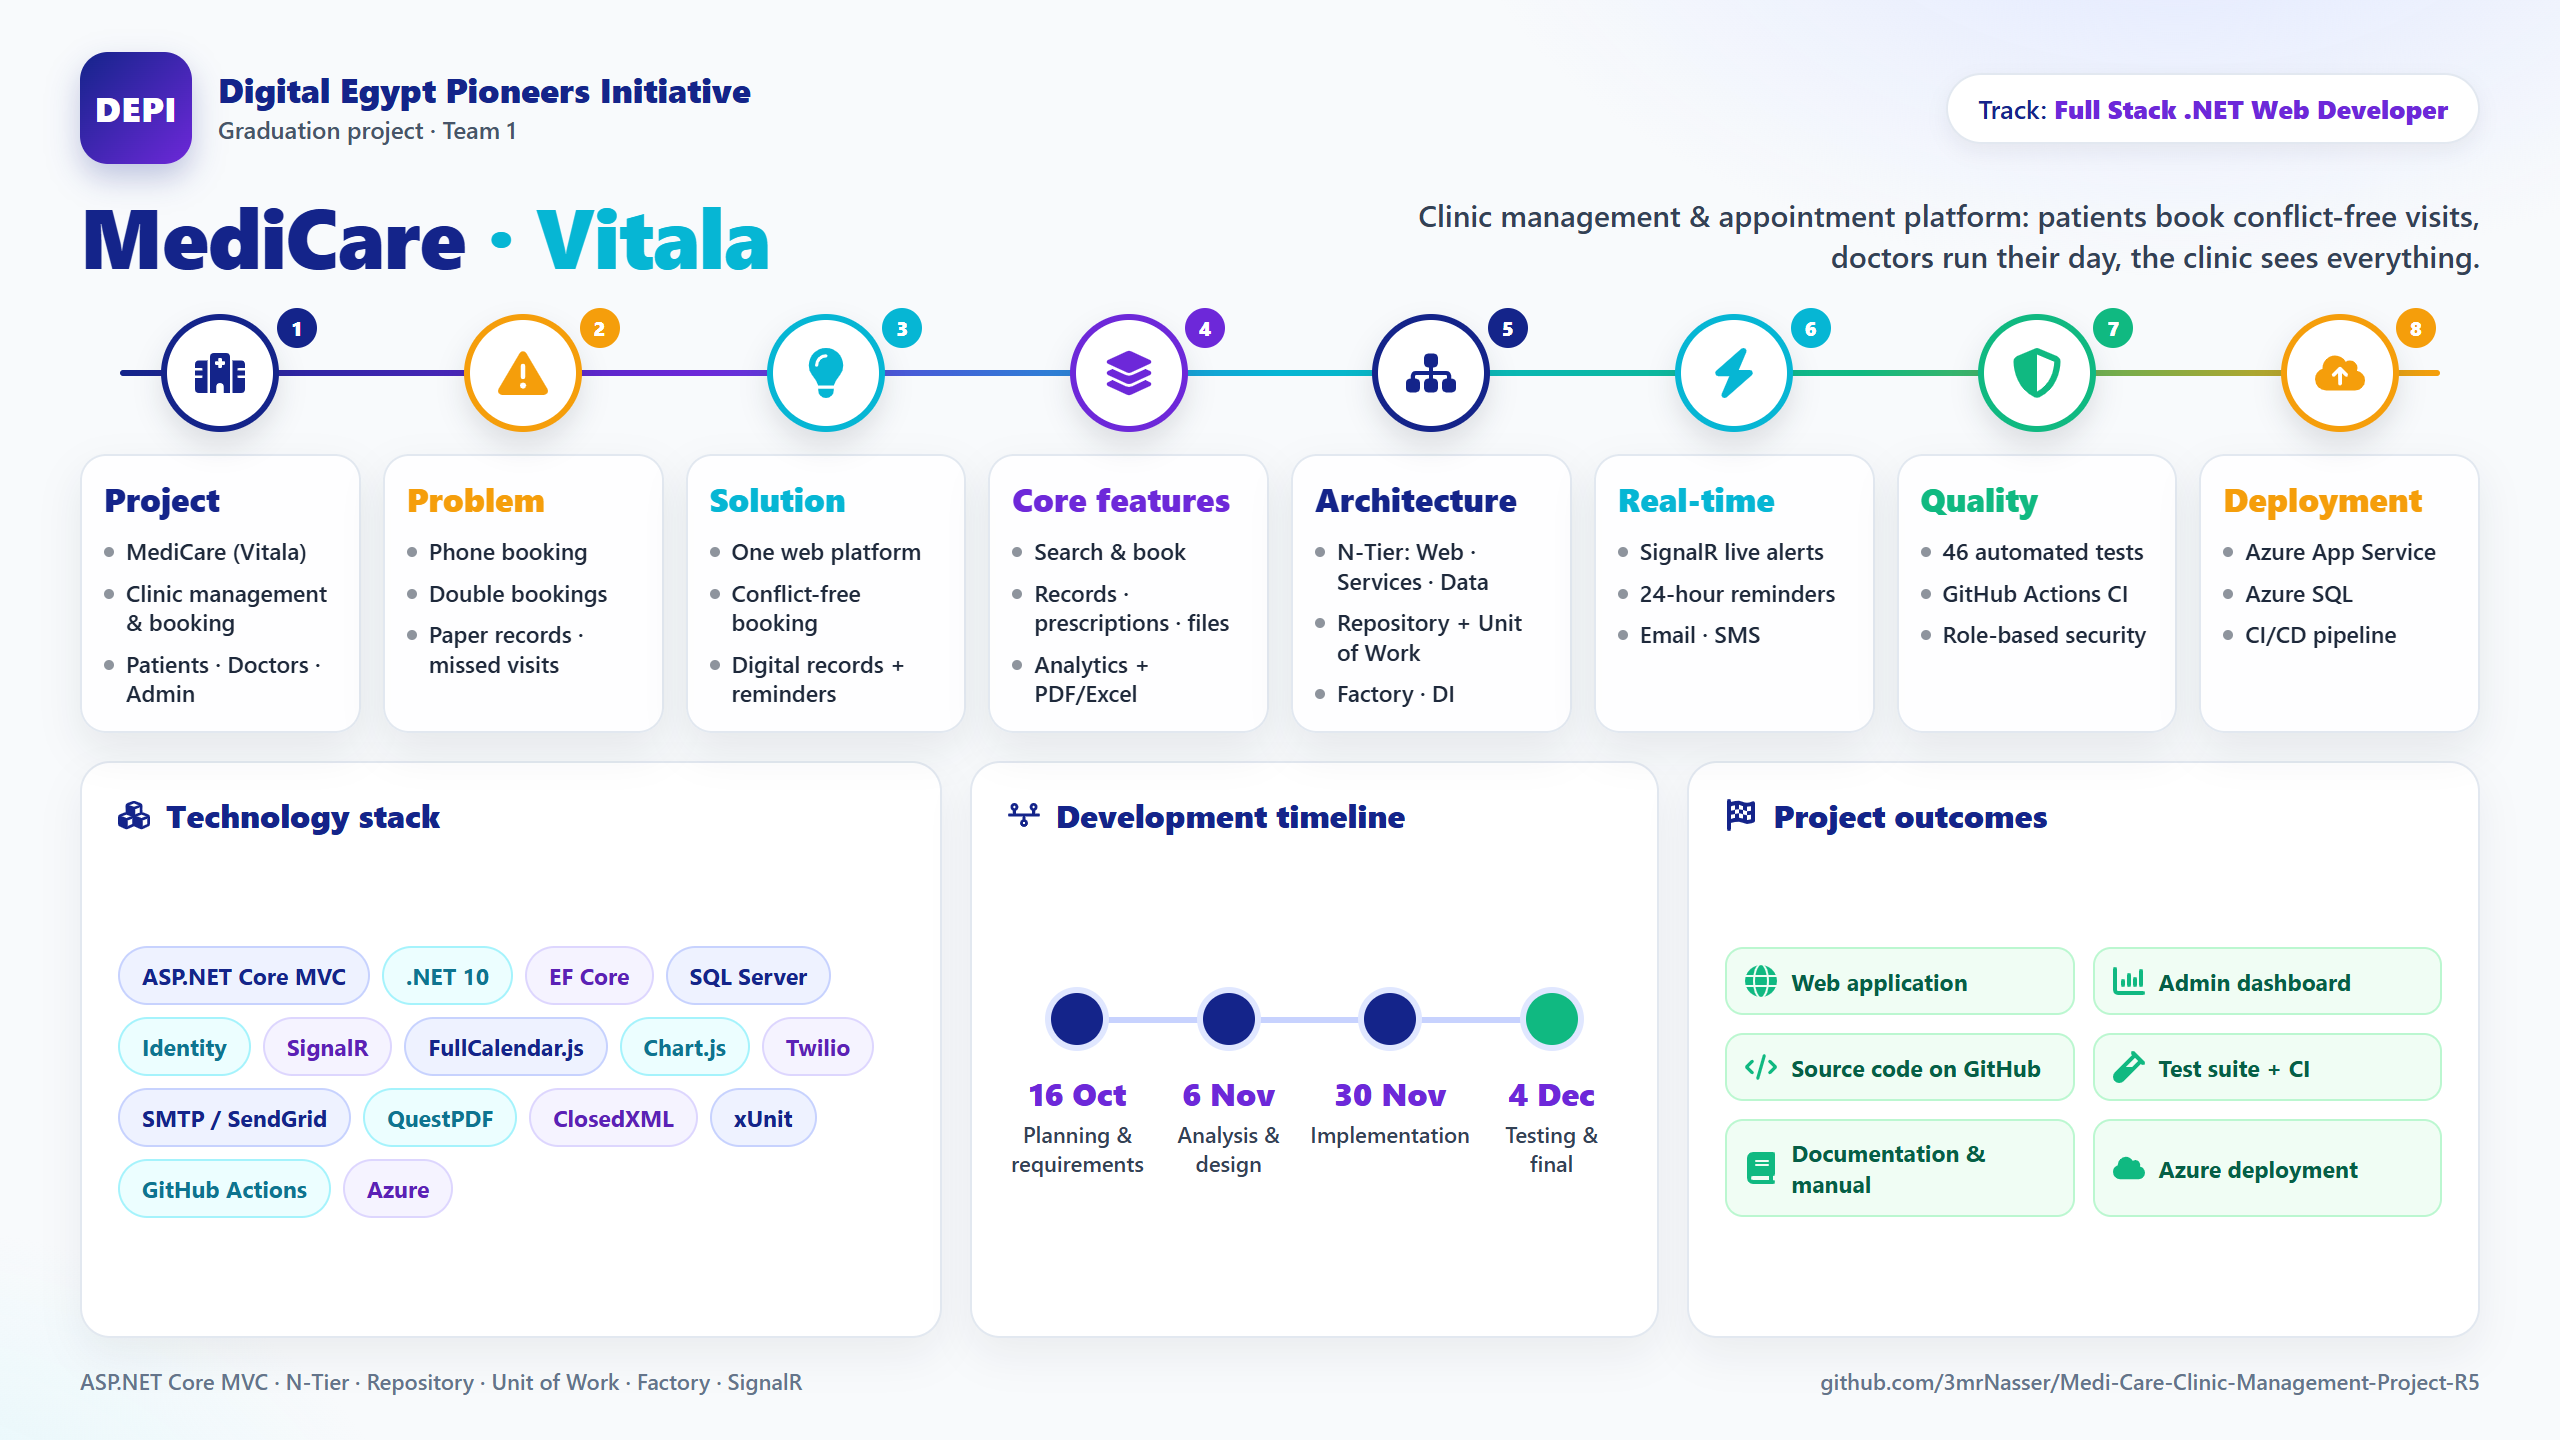 DEPI
Digital Egypt Pioneers Initiative
Graduation project · Team 1
Track: Full Stack .NET Web Developer
MediCare · Vitala
Clinic management & appointment platform: patients book conflict-free visits,
doctors run their day, the clinic sees everything.
1
2
3
4
5
6
7
8
Project
MediCare (Vitala)
Clinic management
& booking
Patients · Doctors ·
Admin
Problem
Phone booking
Double bookings
Paper records ·
missed visits
Solution
One web platform
Conflict-free
booking
Digital records +
reminders
Core features
Search & book
Records ·
prescriptions · files
Analytics +
PDF/Excel
Architecture
N-Tier: Web ·
Services · Data
Repository + Unit
of Work
Factory · DI
Real-time
SignalR live alerts
24-hour reminders
Email · SMS
Quality
46 automated tests
GitHub Actions CI
Role-based security
Deployment
Azure App Service
Azure SQL
CI/CD pipeline
Technology stack
ASP.NET Core MVC
.NET 10
EF Core
SQL Server
Identity
SignalR
FullCalendar.js
Chart.js
Twilio
SMTP / SendGrid
QuestPDF
ClosedXML
xUnit
GitHub Actions
Azure
Development timeline
16 Oct
Planning &
requirements
6 Nov
Analysis &
design
30 Nov
Implementation
4 Dec
Testing &
final
Project outcomes
Web application
Admin dashboard
Source code on GitHub
Test suite + CI
Documentation &
manual
Azure deployment
ASP.NET Core MVC · N-Tier · Repository · Unit of Work · Factory · SignalR
github.com/3mrNasser/Medi-Care-Clinic-Management-Project-R5